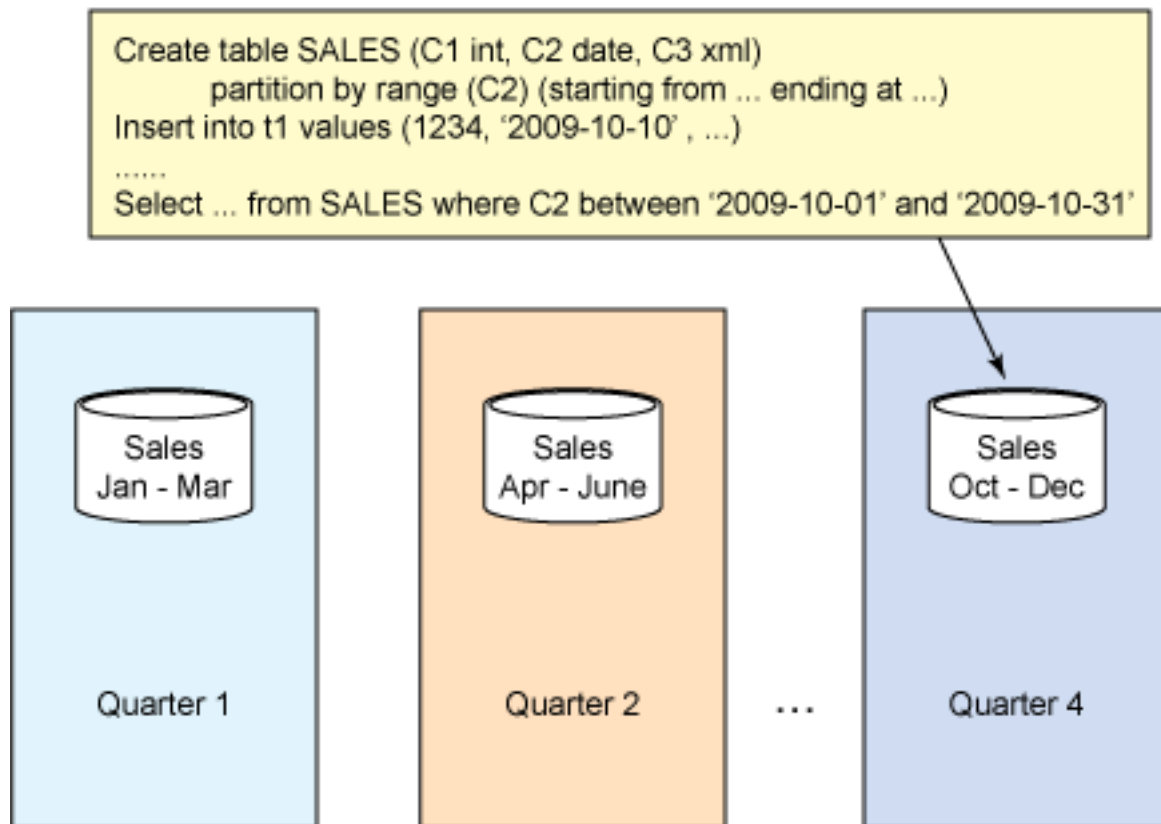 Create table SALES (C1 int, C2 date, C3 xml)
partition by range (C2) (starting from ... ending at ...)
Insert into t1 values (1234, ‘2009-10-10’ , ...)
......
Select ... from SALES where C2 between ‘2009-10-01’ and ‘2009-10-31’
Sales
Jan - Mar
Sales
Apr - June
Sales
Oct - Dec
Quarter 1
Quarter 2
...
Quarter 4